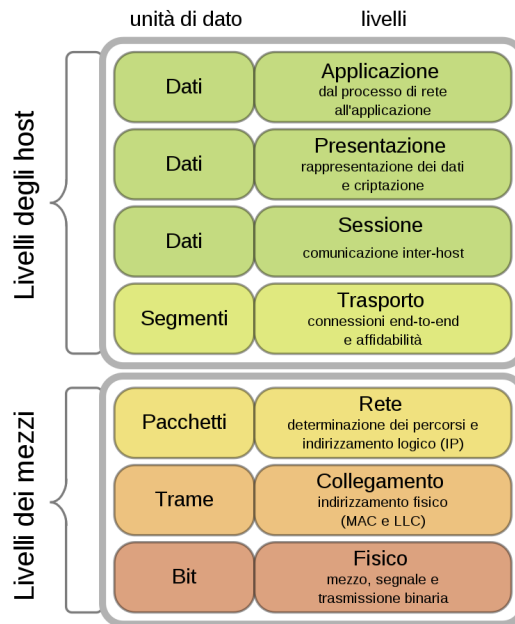 unità di dato livelli
Livelli degli host
Dati
Applicazione
dal processo di rete
all'applicazione
Dati
Presentazione
rappresentazione dei dati
e criptazione
Dati
Sessione
comunicazione inter-host
Segmenti
Trasporto
connessioni end-to-end
e affidabilità
Livelli dei mezzi
Pacchetti
Rete
determinazione dei percorsi e
indirizzamento logico (IP)
Trame
Collegamento
indirizzamento fisico
(MAC e LLC)
Bit
Fisico
mezzo, segnale e
trasmissione binaria